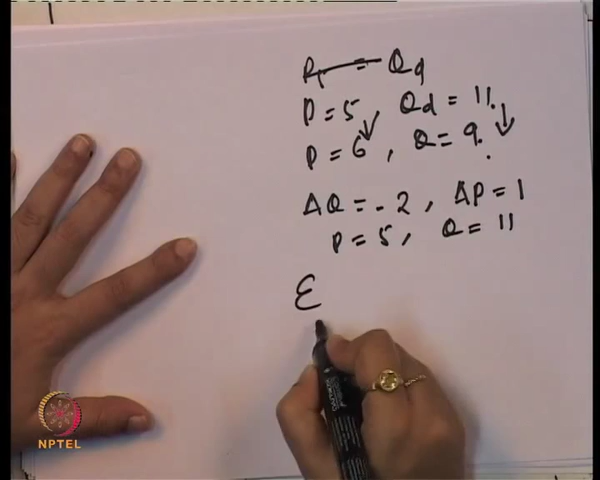 Qd
P = 5, Qd = 11.
P = 6, Q = 9.
ΔQ = -2, ΔP = 1
P = 5, Q = 11
ε
NPTEL